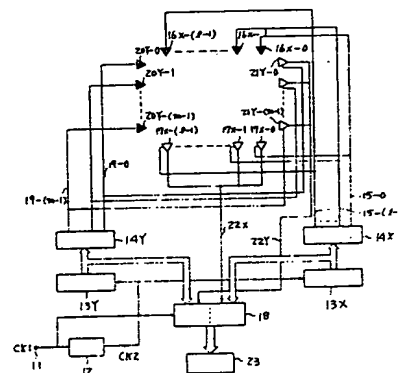 16X-(l-1)
16X-0
20Y-0
20Y-1
21Y-0
20Y-(m-1)
21Y-(m-1)
17X-(l-1)
17X-1
17X-0
19-0
19-(m-1)
15-0
15-(l-1)
22X
22Y
14Y
14X
13Y
13X
18
CK1
11
12
CK2
23